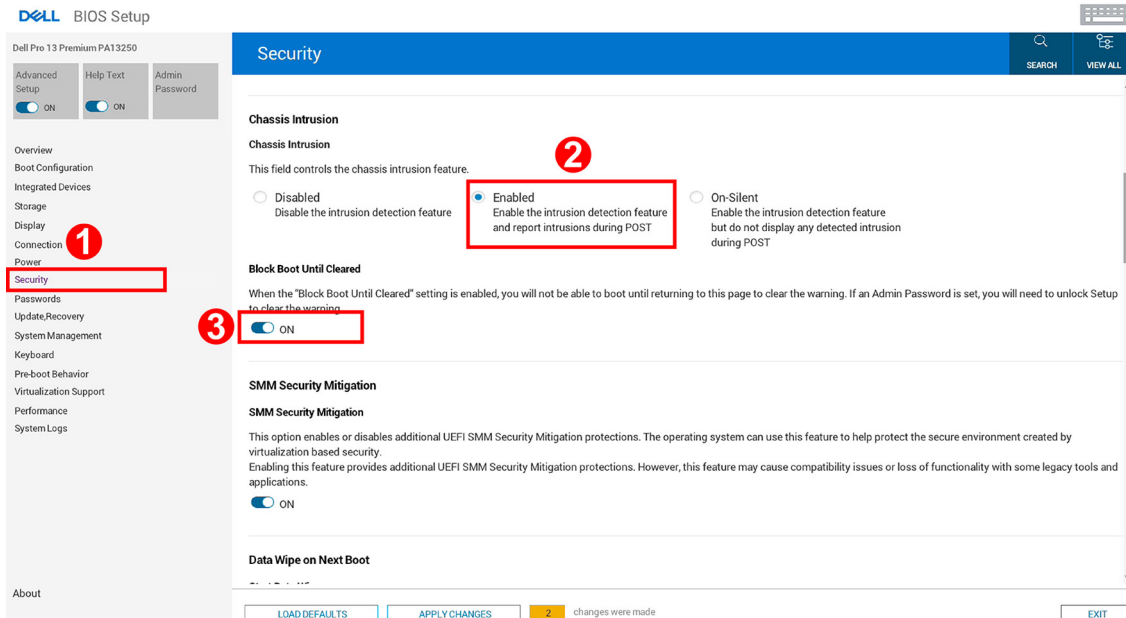 DELL BIOS Setup
Dell Pro 13 Premium PA13250
Advanced Setup
ON
Help Text
ON
Admin Password
Overview
Boot Configuration
Integrated Devices
Storage
Display
Connection
1
Power
Security
Passwords
Update,Recovery
System Management
Keyboard
Pre-boot Behavior
Virtualization Support
Performance
System Logs
About
Security
SEARCH
VIEW ALL
Chassis Intrusion
Chassis Intrusion
This field controls the chassis intrusion feature.
2
Disabled
Disable the intrusion detection feature
Enabled
Enable the intrusion detection feature
and report intrusions during POST
On-Silent
Enable the intrusion detection feature
but do not display any detected intrusion
during POST
Block Boot Until Cleared
When the "Block Boot Until Cleared" setting is enabled, you will not be able to boot until returning to this page to clear the warning. If an Admin Password is set, you will need to unlock Setup
to clear the warning.
3
ON
SMM Security Mitigation
SMM Security Mitigation
This option enables or disables additional UEFI SMM Security Mitigation protections. The operating system can use this feature to help protect the secure environment created by
virtualization based security.
Enabling this feature provides additional UEFI SMM Security Mitigation protections. However, this feature may cause compatibility issues or loss of functionality with some legacy tools and
applications.
ON
Data Wipe on Next Boot
LOAD DEFAULTS
APPLY CHANGES
2 changes were made
EXIT